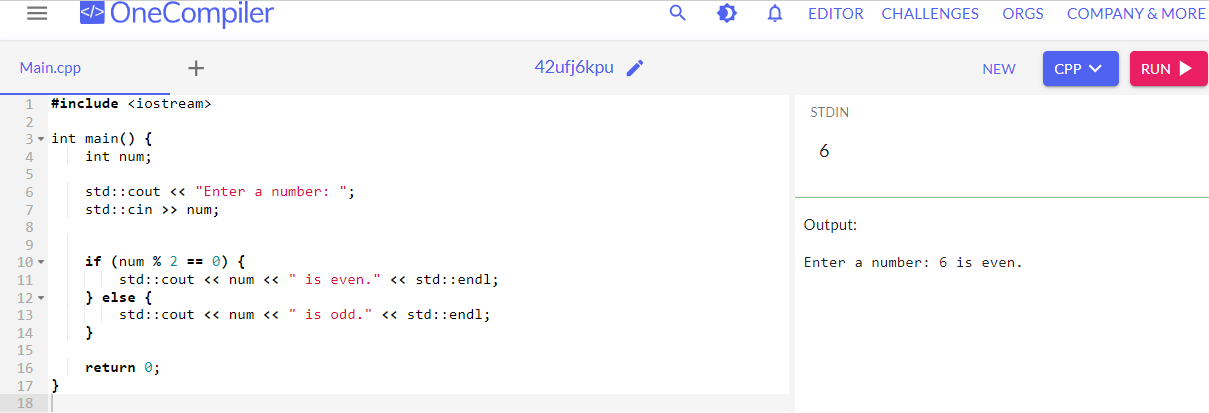 </> OneCompiler
EDITOR CHALLENGES ORGS COMPANY & MORE
Main.cpp + 42ufj6kpu NEW CPP RUN
1 #include <iostream>
2
3 int main() {
4     int num;
5
6     std::cout << "Enter a number: ";
7     std::cin >> num;
8
9
10     if (num % 2 == 0) {
11         std::cout << num << " is even." << std::endl;
12     } else {
13         std::cout << num << " is odd." << std::endl;
14     }
15
16     return 0;
17 }
18
STDIN
6
Output:
Enter a number: 6 is even.